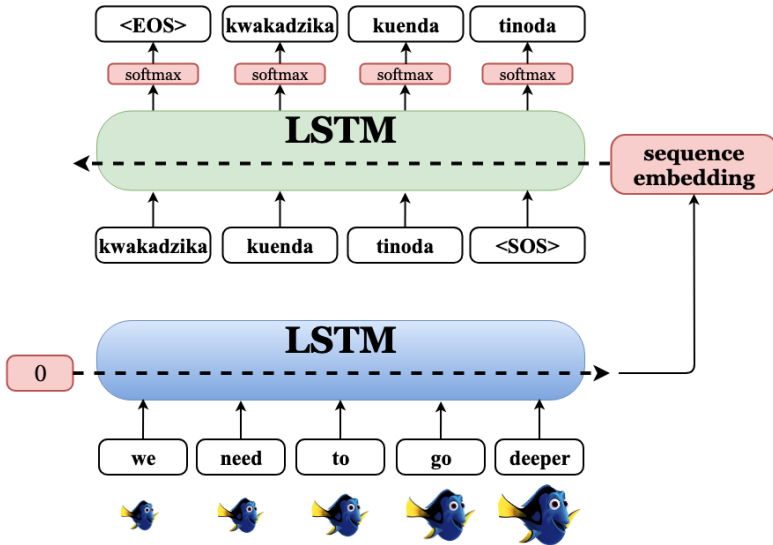 <EOS> kwakadzika kuenda tinoda
softmax softmax softmax softmax
LSTM
sequence
embedding
kwakadzika kuenda tinoda <SOS>
LSTM
0
we need to go deeper